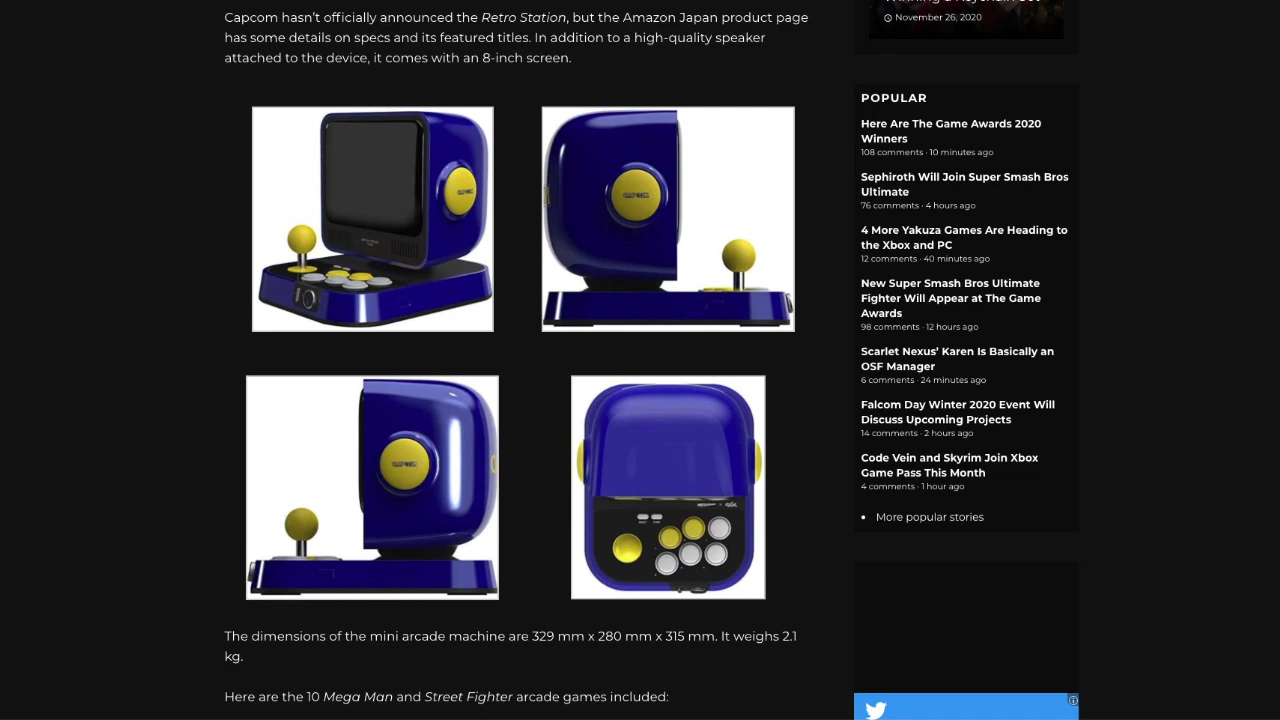 Capcom hasn't officially announced the Retro Station, but the Amazon Japan product page
has some details on specs and its featured titles. In addition to a high-quality speaker
attached to the device, it comes with an 8-inch screen.
CAPCOM
CAPCOM
CAPCOM
The dimensions of the mini arcade machine are 329 mm x 280 mm x 315 mm. It weighs 2.1
kg.
Here are the 10 Mega Man and Street Fighter arcade games included:
November 26, 2020
POPULAR
Here Are The Game Awards 2020
Winners
108 comments · 10 minutes ago
Sephiroth Will Join Super Smash Bros
Ultimate
76 comments · 4 hours ago
4 More Yakuza Games Are Heading to
the Xbox and PC
12 comments · 40 minutes ago
New Super Smash Bros Ultimate
Fighter Will Appear at The Game
Awards
98 comments · 12 hours ago
Scarlet Nexus' Karen Is Basically an
OSF Manager
6 comments · 24 minutes ago
Falcom Day Winter 2020 Event Will
Discuss Upcoming Projects
14 comments · 2 hours ago
Code Vein and Skyrim Join Xbox
Game Pass This Month
4 comments · 1 hour ago
• More popular stories